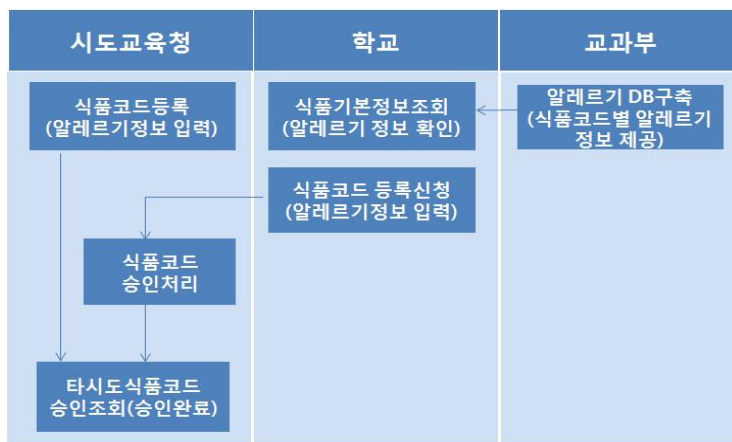 시도교육청
학교
교과부
식품코드등록
(알레르기정보 입력)
식품기본정보조회
(알레르기 정보 확인)
알레르기 DB구축
(식품코드별 알레르기
정보 제공)
식품코드 등록신청
(알레르기정보 입력)
식품코드
승인처리
타시도식품코드
승인조회(승인완료)